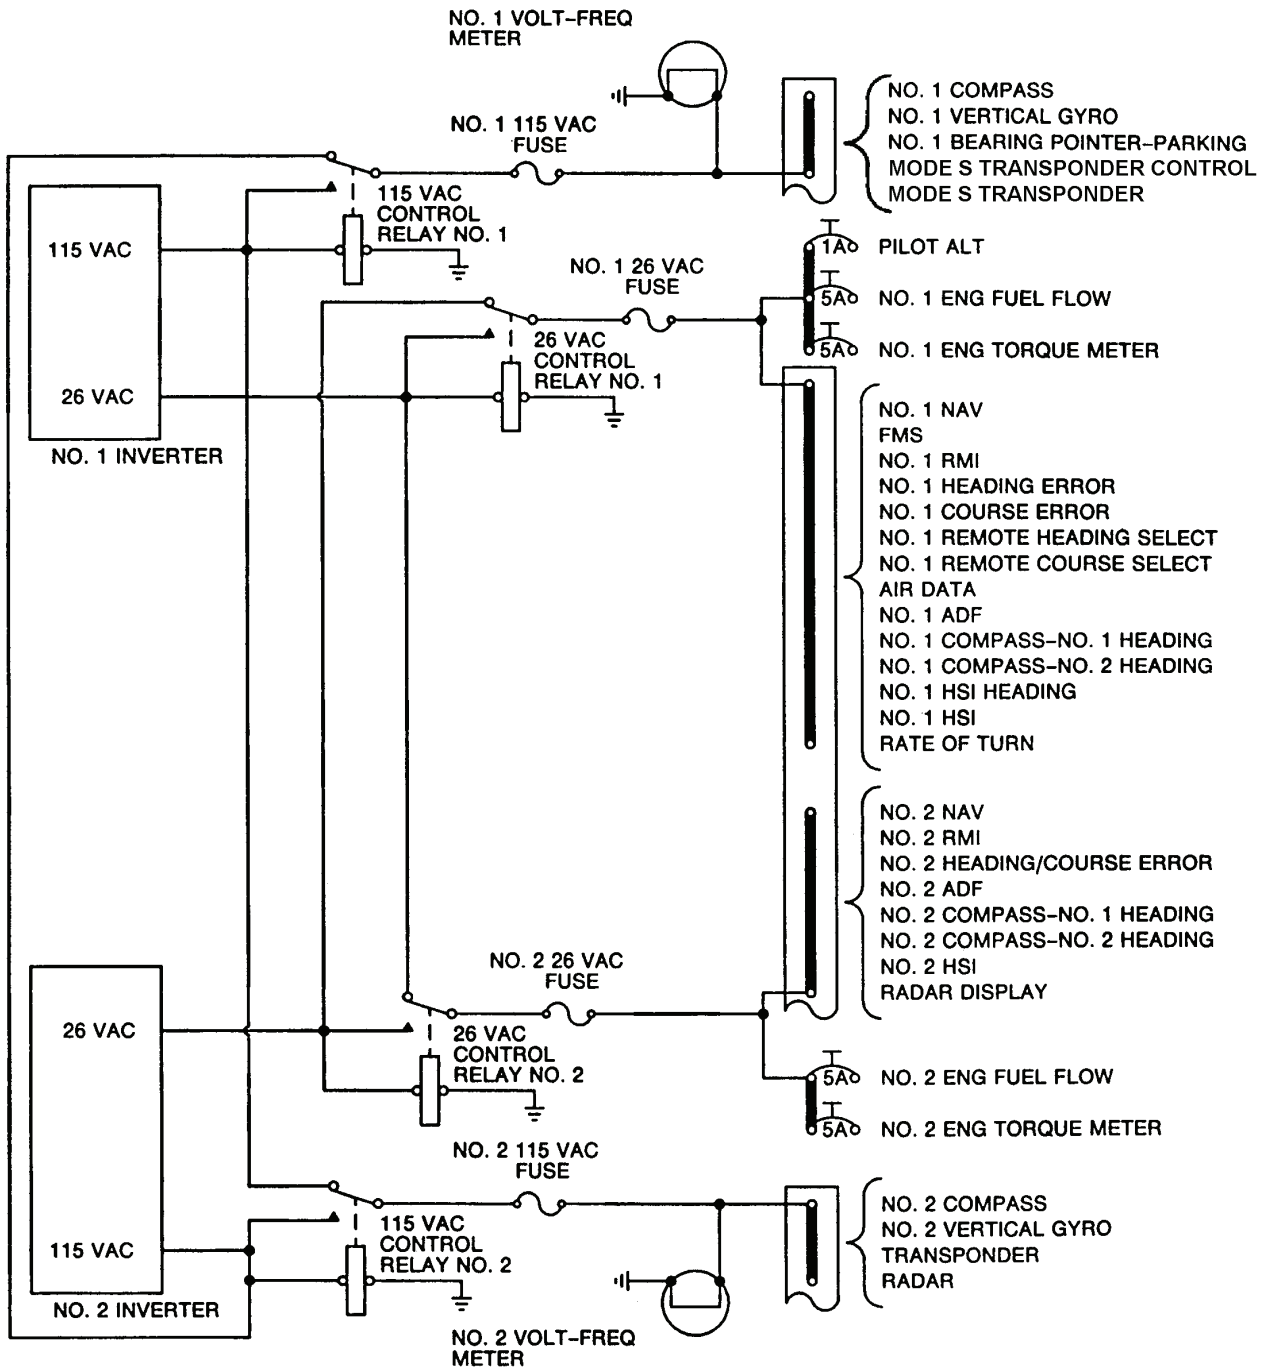 NO. 1 VOLT-FREQ
METER
NO. 1 115 VAC
FUSE
NO. 1 COMPASS
NO. 1 VERTICAL GYRO
NO. 1 BEARING POINTER-PARKING
MODE S TRANSPONDER CONTROL
MODE S TRANSPONDER
115 VAC
CONTROL
RELAY NO. 1
115 VAC
26 VAC
NO. 1 INVERTER
NO. 1 26 VAC
FUSE
26 VAC
CONTROL
RELAY NO. 1
1A PILOT ALT
5A NO. 1 ENG FUEL FLOW
5A NO. 1 ENG TORQUE METER
NO. 1 NAV
FMS
NO. 1 RMI
NO. 1 HEADING ERROR
NO. 1 COURSE ERROR
NO. 1 REMOTE HEADING SELECT
NO. 1 REMOTE COURSE SELECT
AIR DATA
NO. 1 ADF
NO. 1 COMPASS-NO. 1 HEADING
NO. 1 COMPASS-NO. 2 HEADING
NO. 1 HSI HEADING
NO. 1 HSI
RATE OF TURN
NO. 2 NAV
NO. 2 RMI
NO. 2 HEADING/COURSE ERROR
NO. 2 ADF
NO. 2 COMPASS-NO. 1 HEADING
NO. 2 COMPASS-NO. 2 HEADING
NO. 2 HSI
RADAR DISPLAY
NO. 2 26 VAC
FUSE
26 VAC
CONTROL
RELAY NO. 2
26 VAC
115 VAC
NO. 2 INVERTER
5A NO. 2 ENG FUEL FLOW
5A NO. 2 ENG TORQUE METER
NO. 2 115 VAC
FUSE
115 VAC
CONTROL
RELAY NO. 2
NO. 2 COMPASS
NO. 2 VERTICAL GYRO
TRANSPONDER
RADAR
NO. 2 VOLT-FREQ
METER